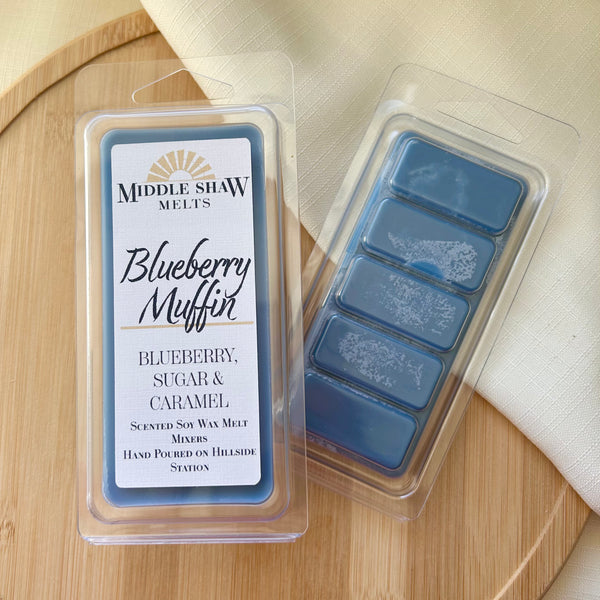 MIDDLE SHAW
MELTS
Blueberry
Muffin
BLUEBERRY,
SUGAR &
CARAMEL
SCENTED SOY WAX MELT
MIXERS
HAND POURED ON HILLSIDE
STATION